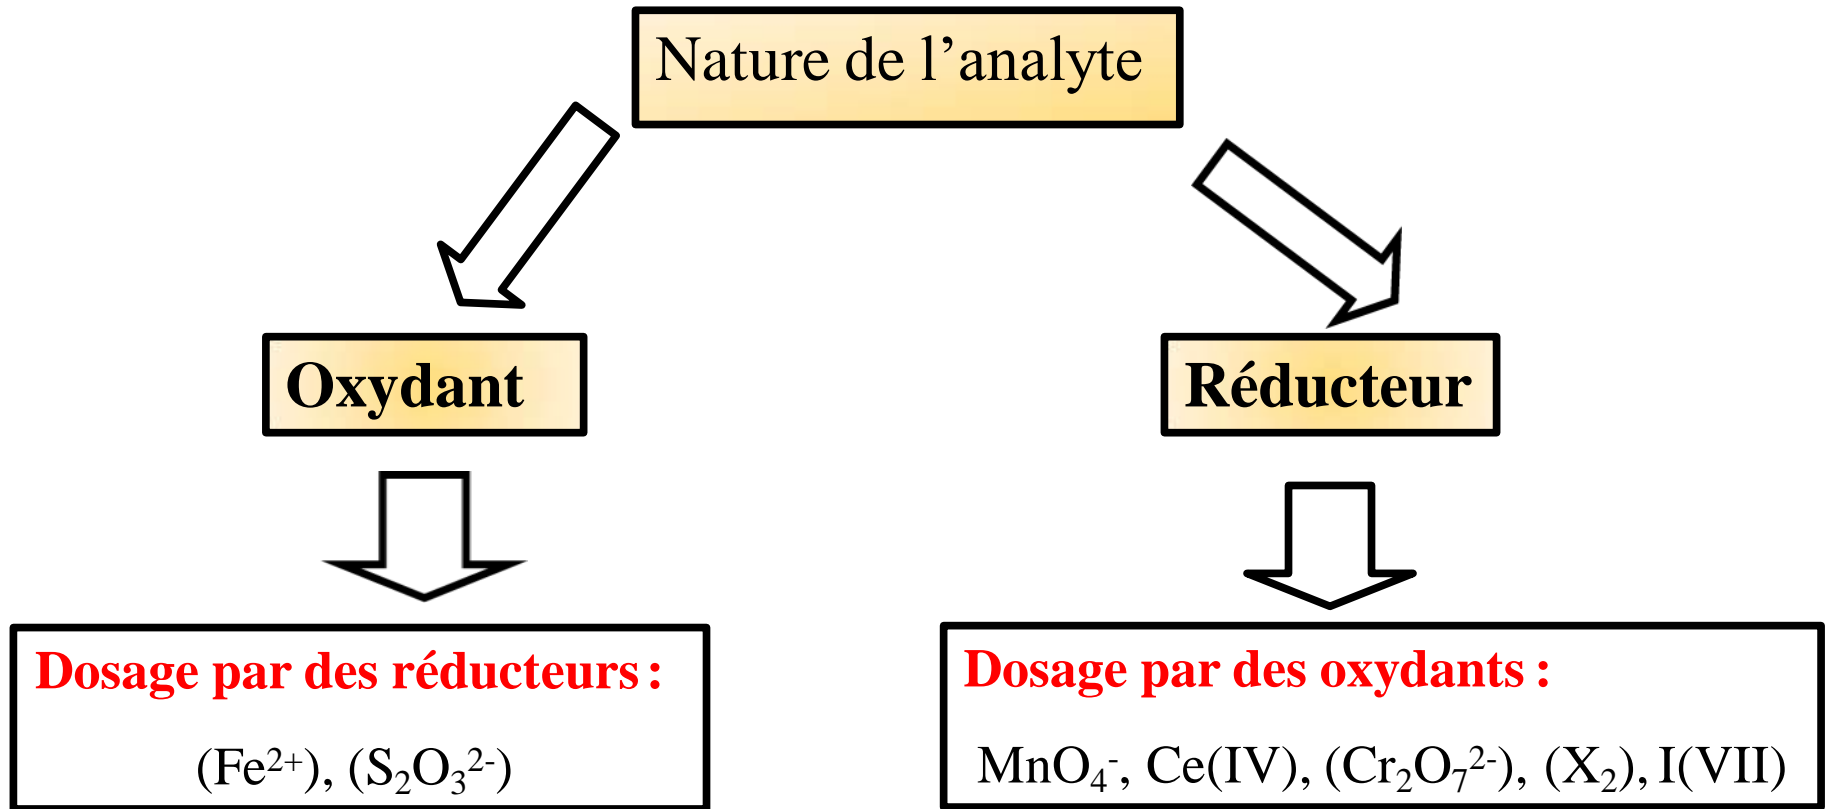 Nature de l’analyte
Oxydant
Réducteur
Dosage par des réducteurs :
(Fe²⁺), (S₂O₃²⁻)
Dosage par des oxydants :
MnO₄⁻, Ce(IV), (Cr₂O₇²⁻), (X₂), I(VII)